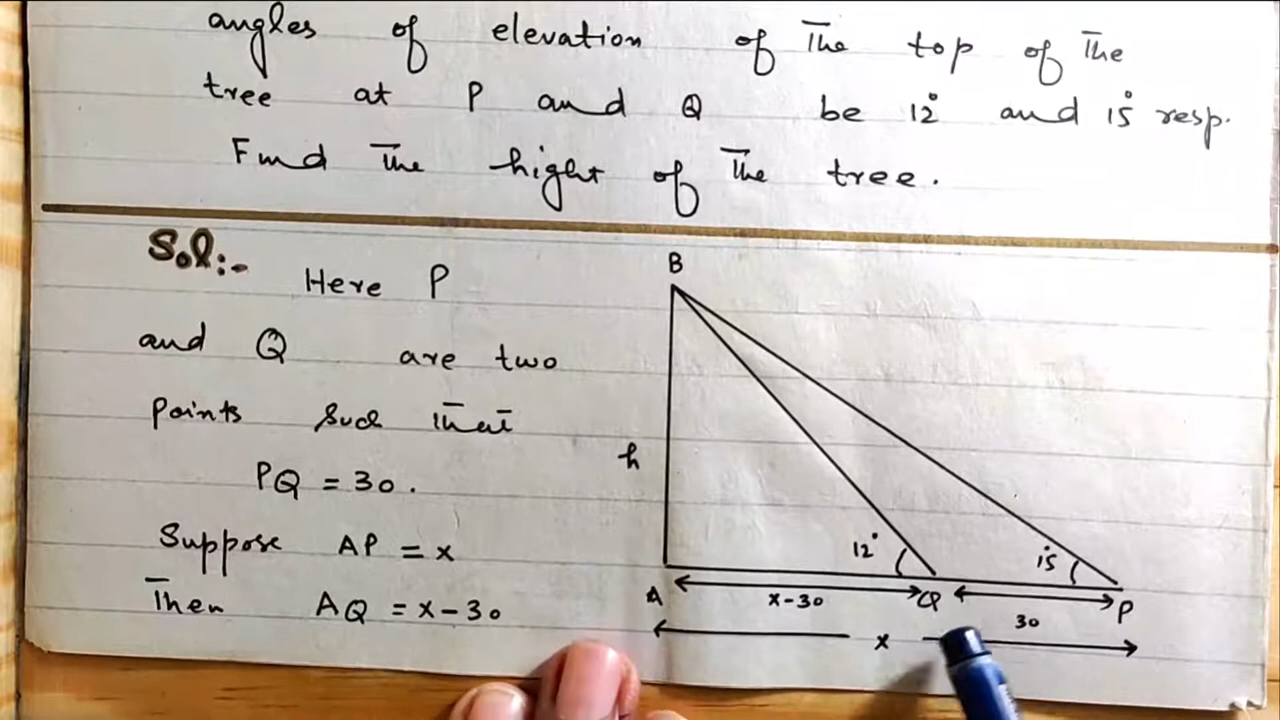 angles of elevation of the top of the
tree at P and Q be 12° and 15° resp.
Find the hight of the tree.
Sol:-
Here P
and Q are two
points such that
PQ = 30.
Suppose AP = x
Then AQ = x-30
B
h
12°
15°
A
x-30
Q
30
P
x